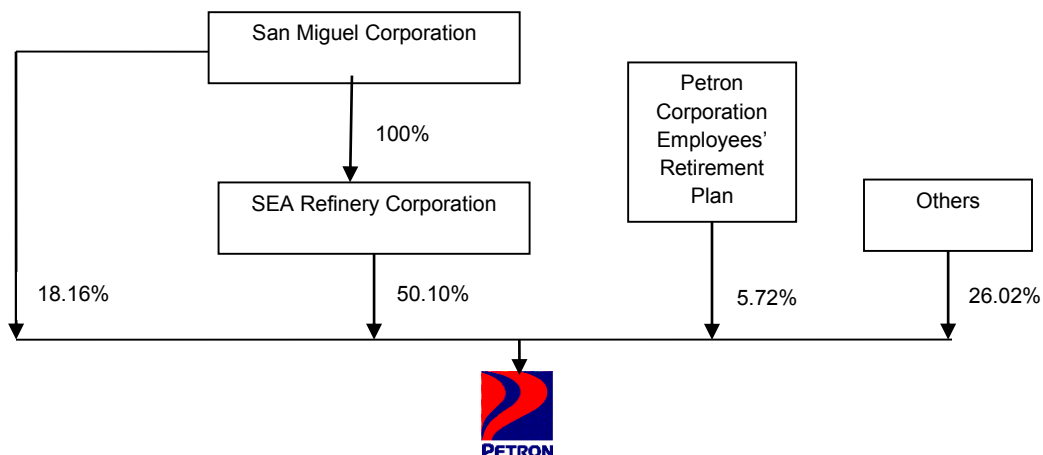 San Miguel Corporation
100%
SEA Refinery Corporation
Petron
Corporation
Employees’
Retirement
Plan
Others
18.16%
50.10%
5.72%
26.02%
PETRON